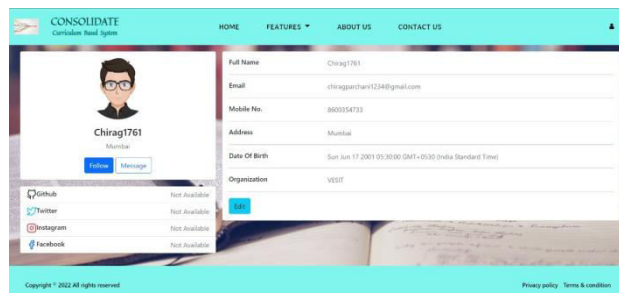 CONSOLIDATE
Curriculum Based System
HOME FEATURES ABOUT US CONTACT US
Chirag1761
Mumbai
Follow Message
Github Not Available
Twitter Not Available
Instagram Not Available
Facebook Not Available
Full Name Chirag1761
Email chiragparchani1234@gmail.com
Mobile No. 8600354733
Address Mumbai
Date Of Birth Sun Jun 17 2001 05:30:00 GMT+0530 (India Standard Time)
Organization VESIT
Edit
Copyright © 2022 All rights reserved
Privacy policy Terms & condition